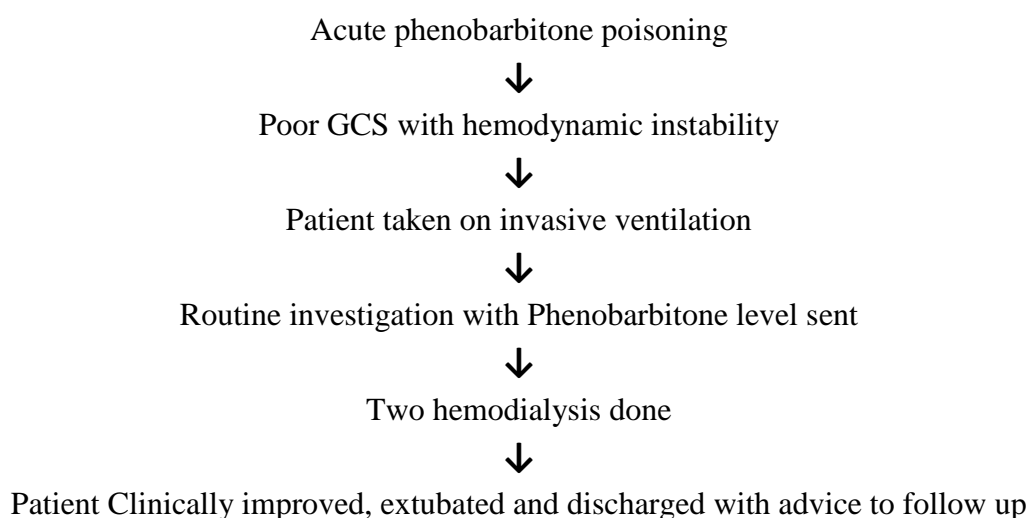 Acute phenobarbitone poisoning
↓
Poor GCS with hemodynamic instability
↓
Patient taken on invasive ventilation
↓
Routine investigation with Phenobarbitone level sent
↓
Two hemodialysis done
↓
Patient Clinically improved, extubated and discharged with advice to follow up